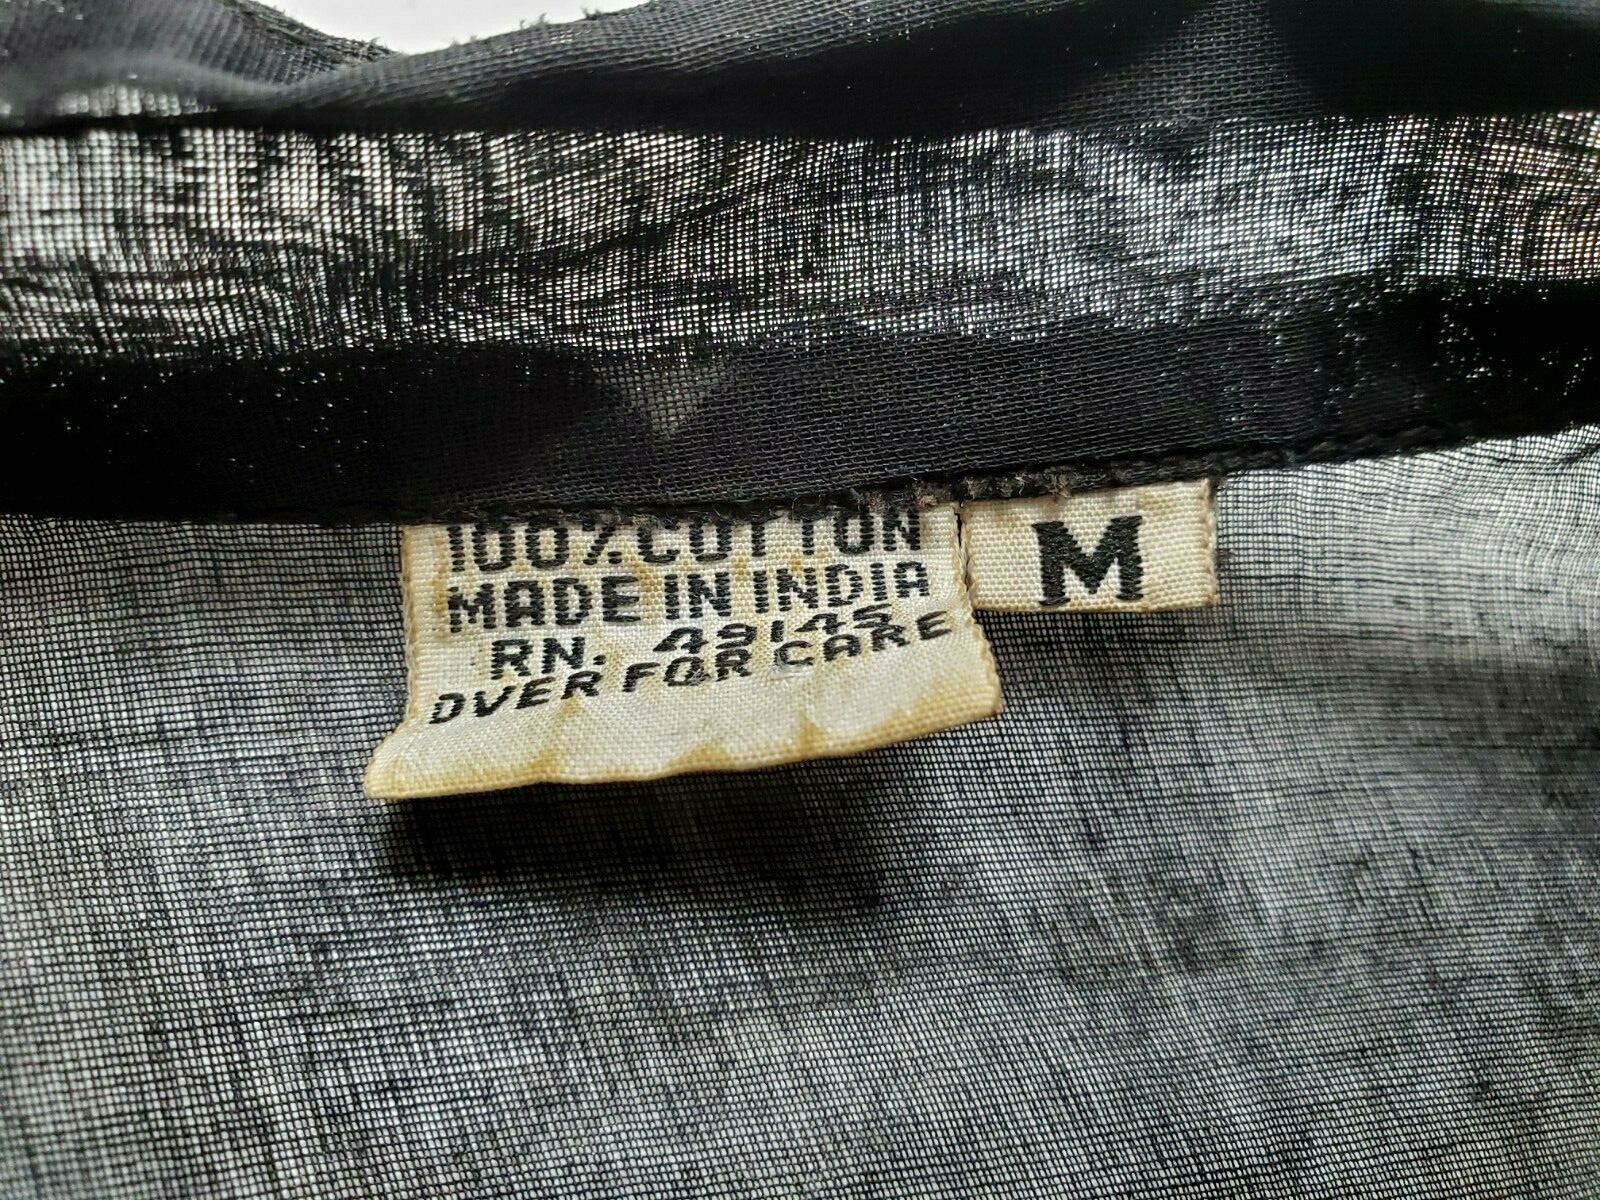 100% COTTON
MADE IN INDIA
RN. 49145
OVER FOR CARE
M